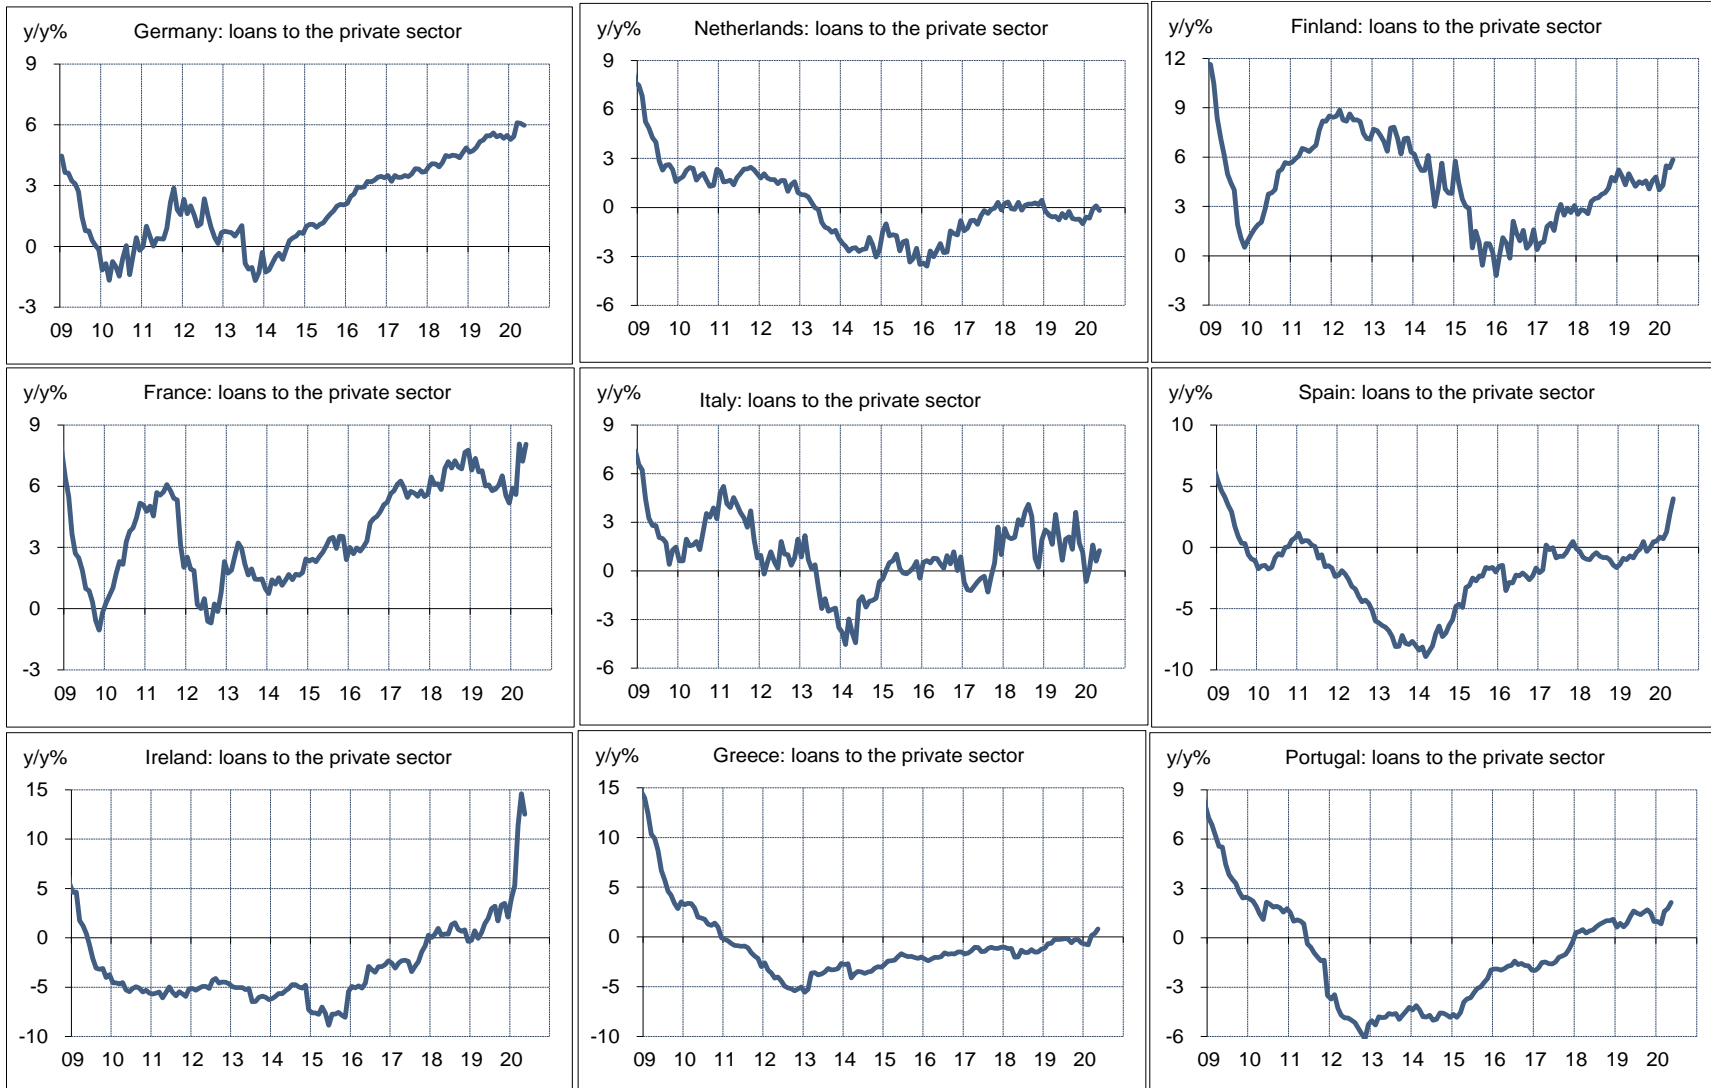 y/y% Germany: loans to the private sector
9
6
3
0
-3
09 10 11 12 13 14 15 16 17 18 19 20
y/y% Netherlands: loans to the private sector
9
6
3
0
-3
-6
09 10 11 12 13 14 15 16 17 18 19 20
y/y% Finland: loans to the private sector
12
9
6
3
0
-3
09 10 11 12 13 14 15 16 17 18 19 20
y/y% France: loans to the private sector
9
6
3
0
-3
09 10 11 12 13 14 15 16 17 18 19 20
y/y% Italy: loans to the private sector
9
6
3
0
-3
-6
09 10 11 12 13 14 15 16 17 18 19 20
y/y% Spain: loans to the private sector
10
5
0
-5
-10
09 10 11 12 13 14 15 16 17 18 19 20
y/y% Ireland: loans to the private sector
15
10
5
0
-5
-10
09 10 11 12 13 14 15 16 17 18 19 20
y/y% Greece: loans to the private sector
15
10
5
0
-5
-10
09 10 11 12 13 14 15 16 17 18 19 20
y/y% Portugal: loans to the private sector
9
6
3
0
-3
-6
09 10 11 12 13 14 15 16 17 18 19 20